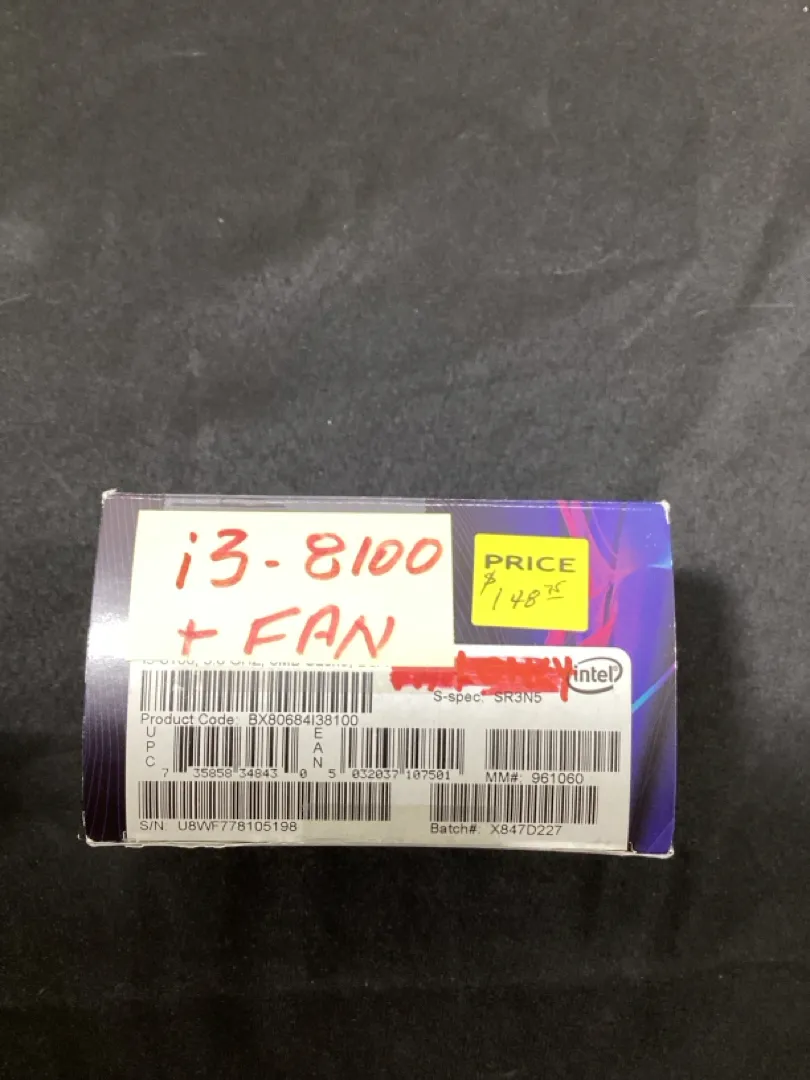 i3-8100
+ FAN
PRICE
$148.75
intel
S-spec: SR3N5
Product Code: BX80684I38100
UPC
7 35858 34843 0
EAN
5 032037 107501
MM#: 961060
S/N: U8WF778105198
Batch#: X847D227